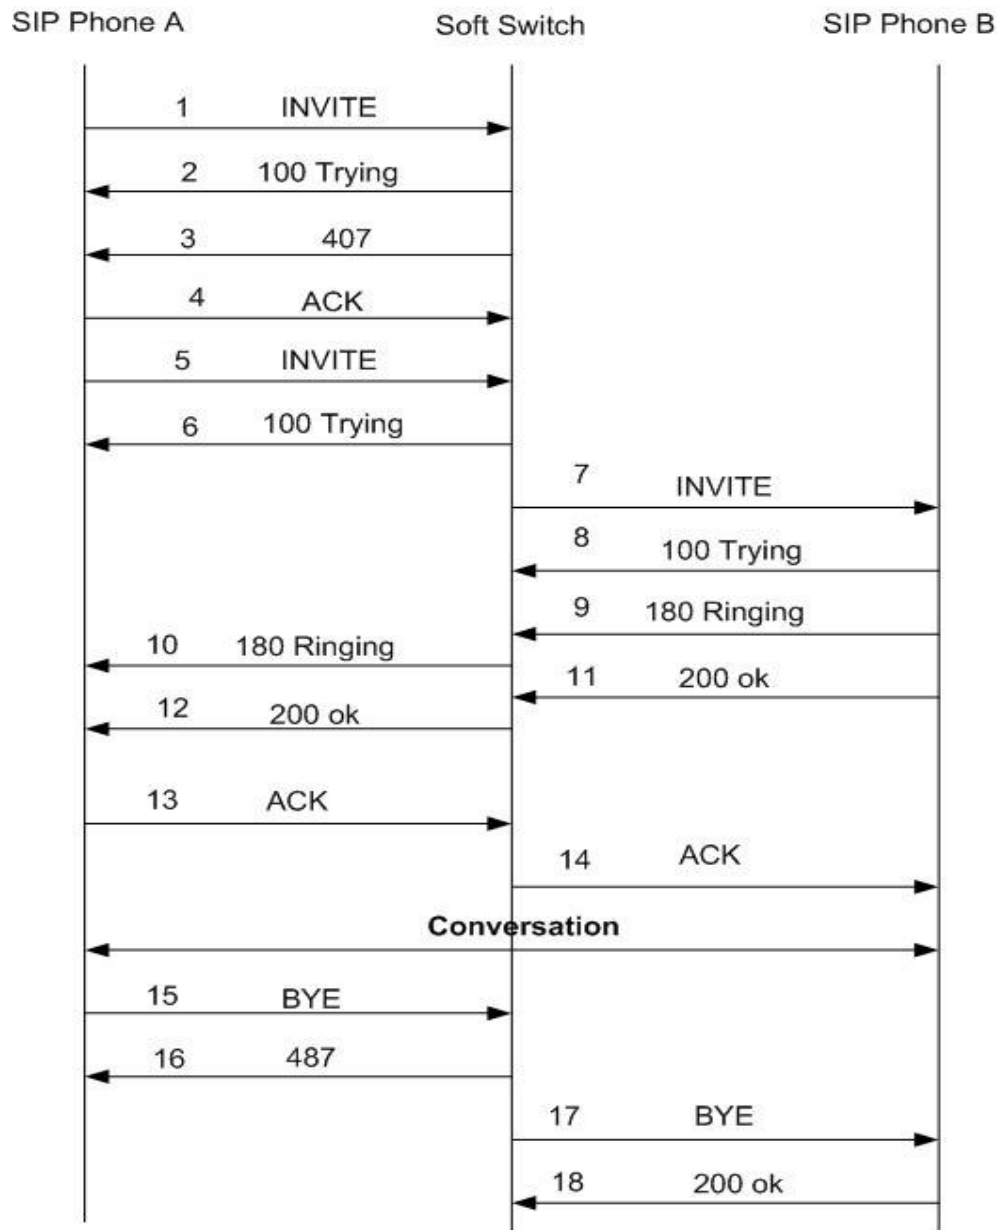 SIP Phone A Soft Switch SIP Phone B
1 INVITE
2 100 Trying
3 407
4 ACK
5 INVITE
6 100 Trying
7 INVITE
8 100 Trying
9 180 Ringing
10 180 Ringing
11 200 ok
12 200 ok
13 ACK
14 ACK
Conversation
15 BYE
16 487
17 BYE
18 200 ok